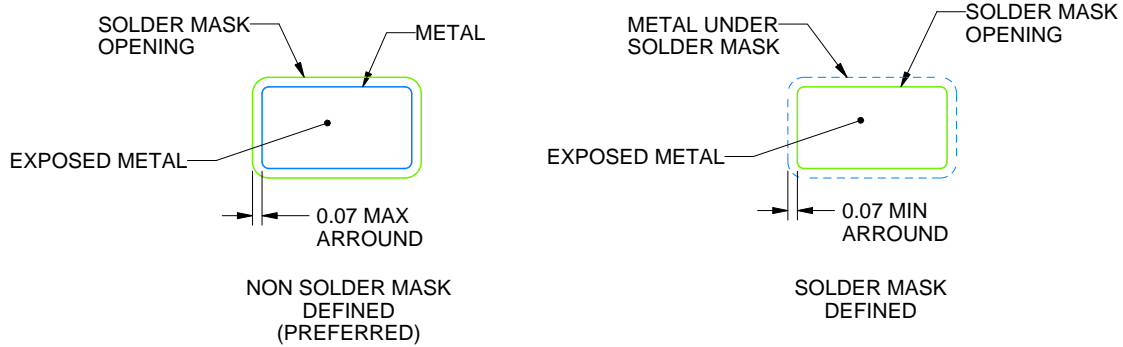 SOLDER MASK
OPENING
METAL
EXPOSED METAL
0.07 MAX
ARROUND
NON SOLDER MASK
DEFINED
(PREFERRED)
METAL UNDER
SOLDER MASK
SOLDER MASK
OPENING
EXPOSED METAL
0.07 MIN
ARROUND
SOLDER MASK
DEFINED